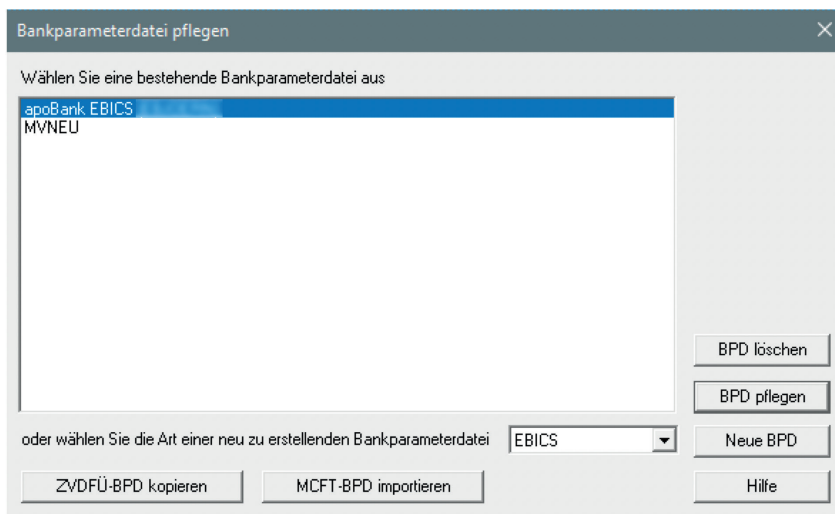 Bankparameterdatei pflegen
Wählen Sie eine bestehende Bankparameterdatei aus
apoBank EBICS
MVNEU
BPD löschen
BPD pflegen
oder wählen Sie die Art einer neu zu erstellenden Bankparameterdatei EBICS Neue BPD
ZVDFÜ-BPD kopieren MCFT-BPD importieren Hilfe